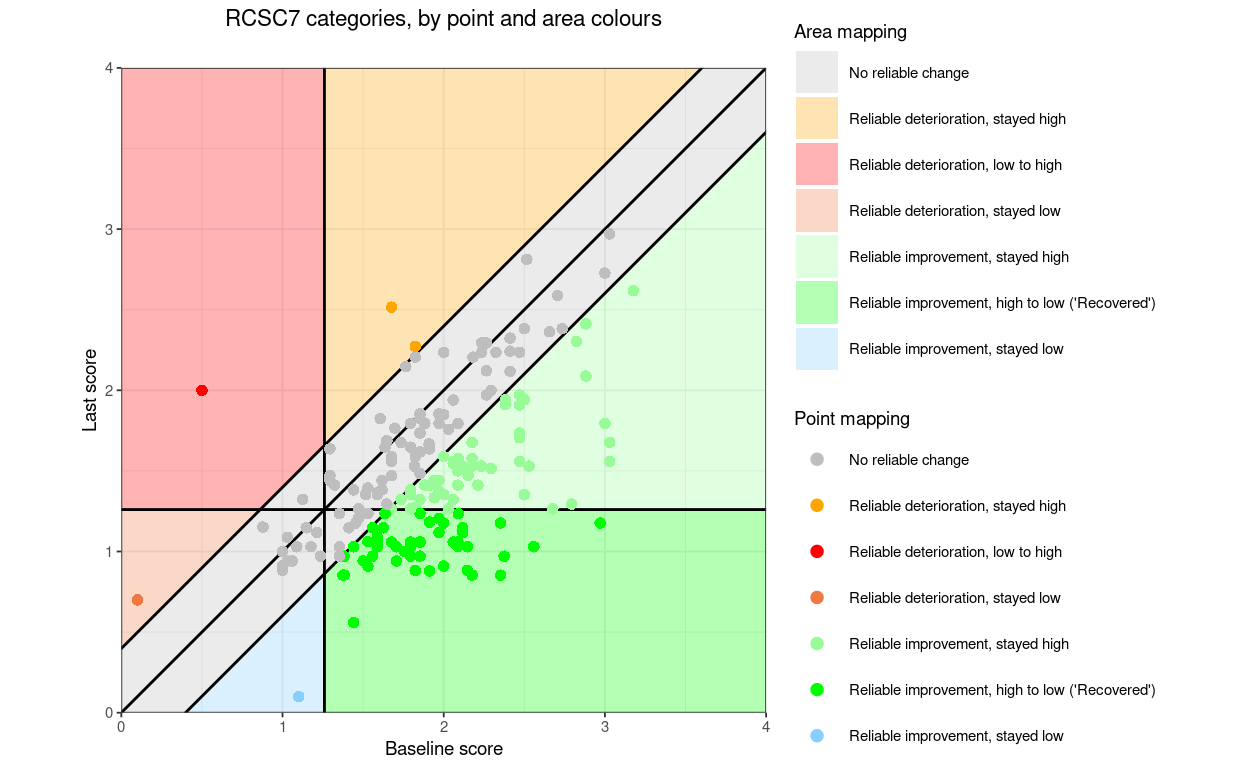 RCSC7 categories, by point and area colours
4
3
2
1
0
0
1
2
3
4
Last score
Baseline score
Area mapping
No reliable change
Reliable deterioration, stayed high
Reliable deterioration, low to high
Reliable deterioration, stayed low
Reliable improvement, stayed high
Reliable improvement, high to low ('Recovered')
Reliable improvement, stayed low
Point mapping
No reliable change
Reliable deterioration, stayed high
Reliable deterioration, low to high
Reliable deterioration, stayed low
Reliable improvement, stayed high
Reliable improvement, high to low ('Recovered')
Reliable improvement, stayed low